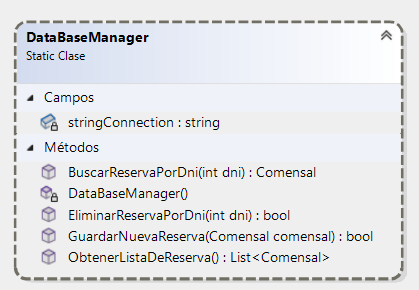 DataBaseManager
Static Clase
Campos
stringConnection : string
Métodos
BuscarReservaPorDni(int dni) : Comensal
DataBaseManager()
EliminarReservaPorDni(int dni) : bool
GuardarNuevaReserva(Comensal comensal) : bool
ObtenerListaDeReserva() : List<Comensal>